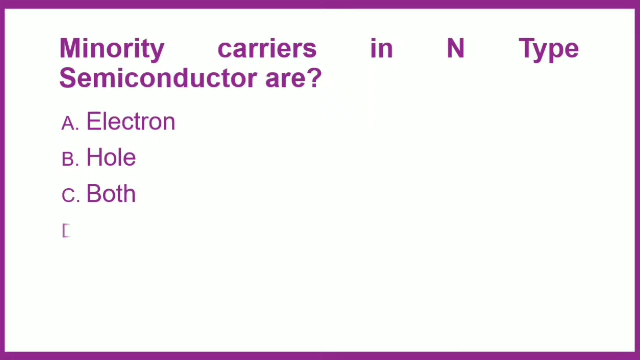 Minority carriers in N Type
Semiconductor are?
A. Electron
B. Hole
C. Both